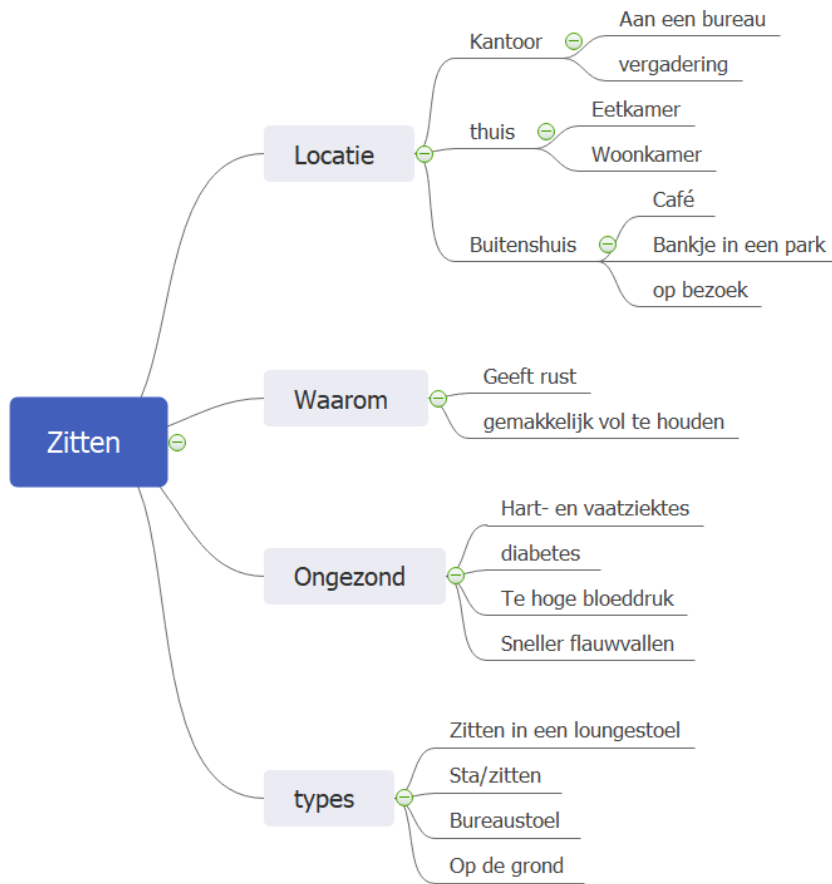 Zitten
Locatie
Kantoor
Aan een bureau
vergadering
thuis
Eetkamer
Woonkamer
Buitenshuis
Café
Bankje in een park
op bezoek
Waarom
Geeft rust
gemakkelijk vol te houden
Ongezond
Hart- en vaatziektes
diabetes
Te hoge bloeddruk
Sneller flauwvallen
types
Zitten in een loungestoel
Sta/zitten
Bureaustoel
Op de grond